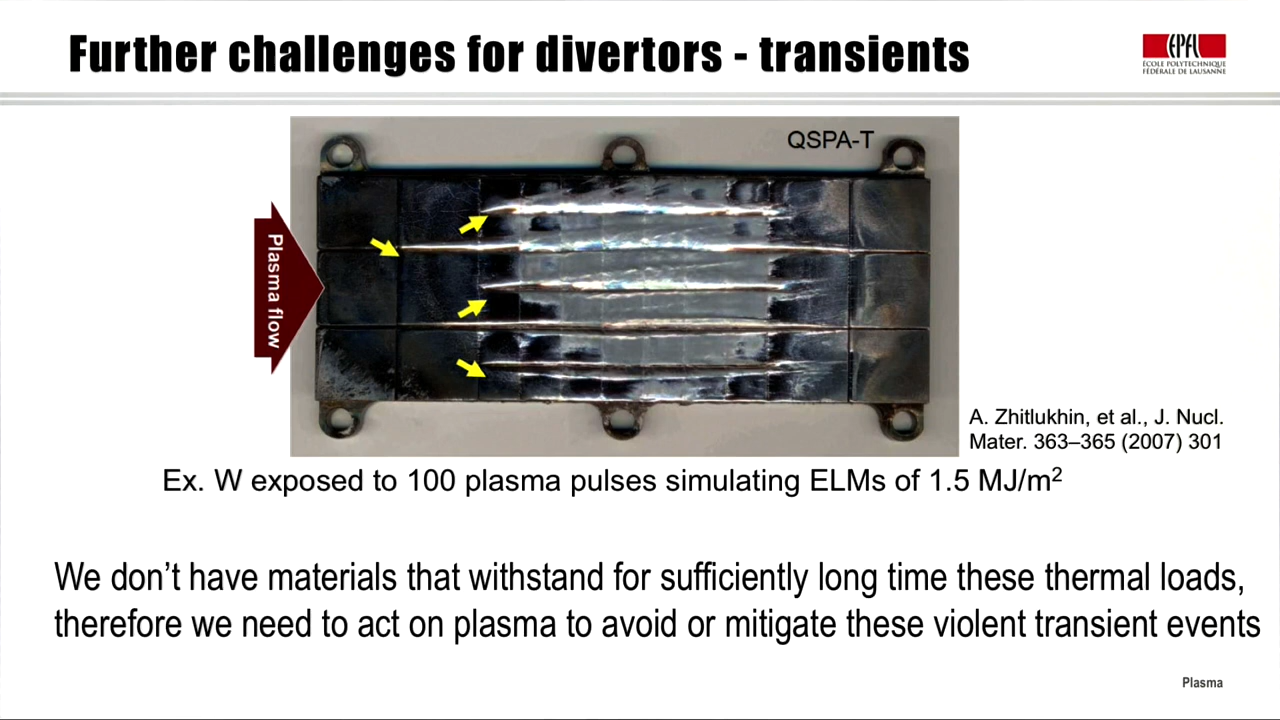 Further challenges for divertors - transients
EPFL
ÉCOLE POLYTECHNIQUE
FÉDÉRALE DE LAUSANNE
QSPA-T
Plasma flow
A. Zhitlukhin, et al., J. Nucl.
Mater. 363–365 (2007) 301
Ex. W exposed to 100 plasma pulses simulating ELMs of 1.5 MJ/m²
We don’t have materials that withstand for sufficiently long time these thermal loads,
therefore we need to act on plasma to avoid or mitigate these violent transient events
Plasma